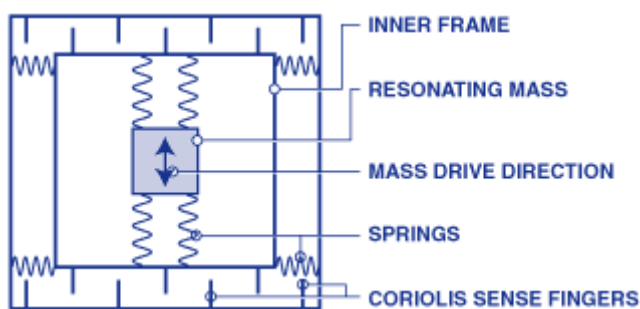 INNER FRAME
RESONATING MASS
MASS DRIVE DIRECTION
SPRINGS
CORIOLIS SENSE FINGERS